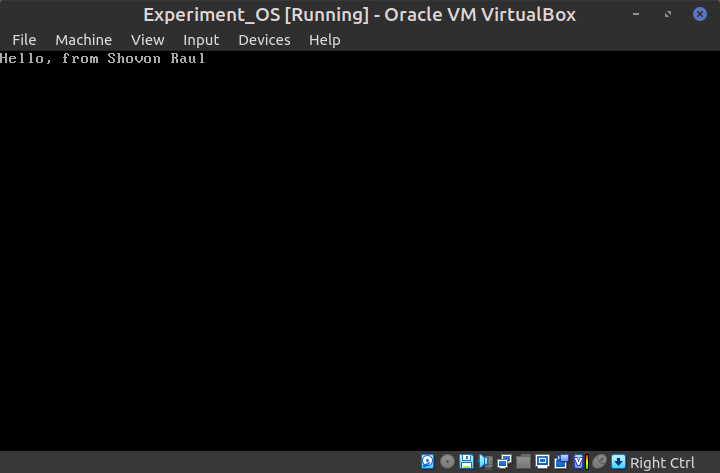 Experiment_OS [Running] - Oracle VM VirtualBox
File Machine View Input Devices Help
Hello, from Shovon Raul
Right Ctrl